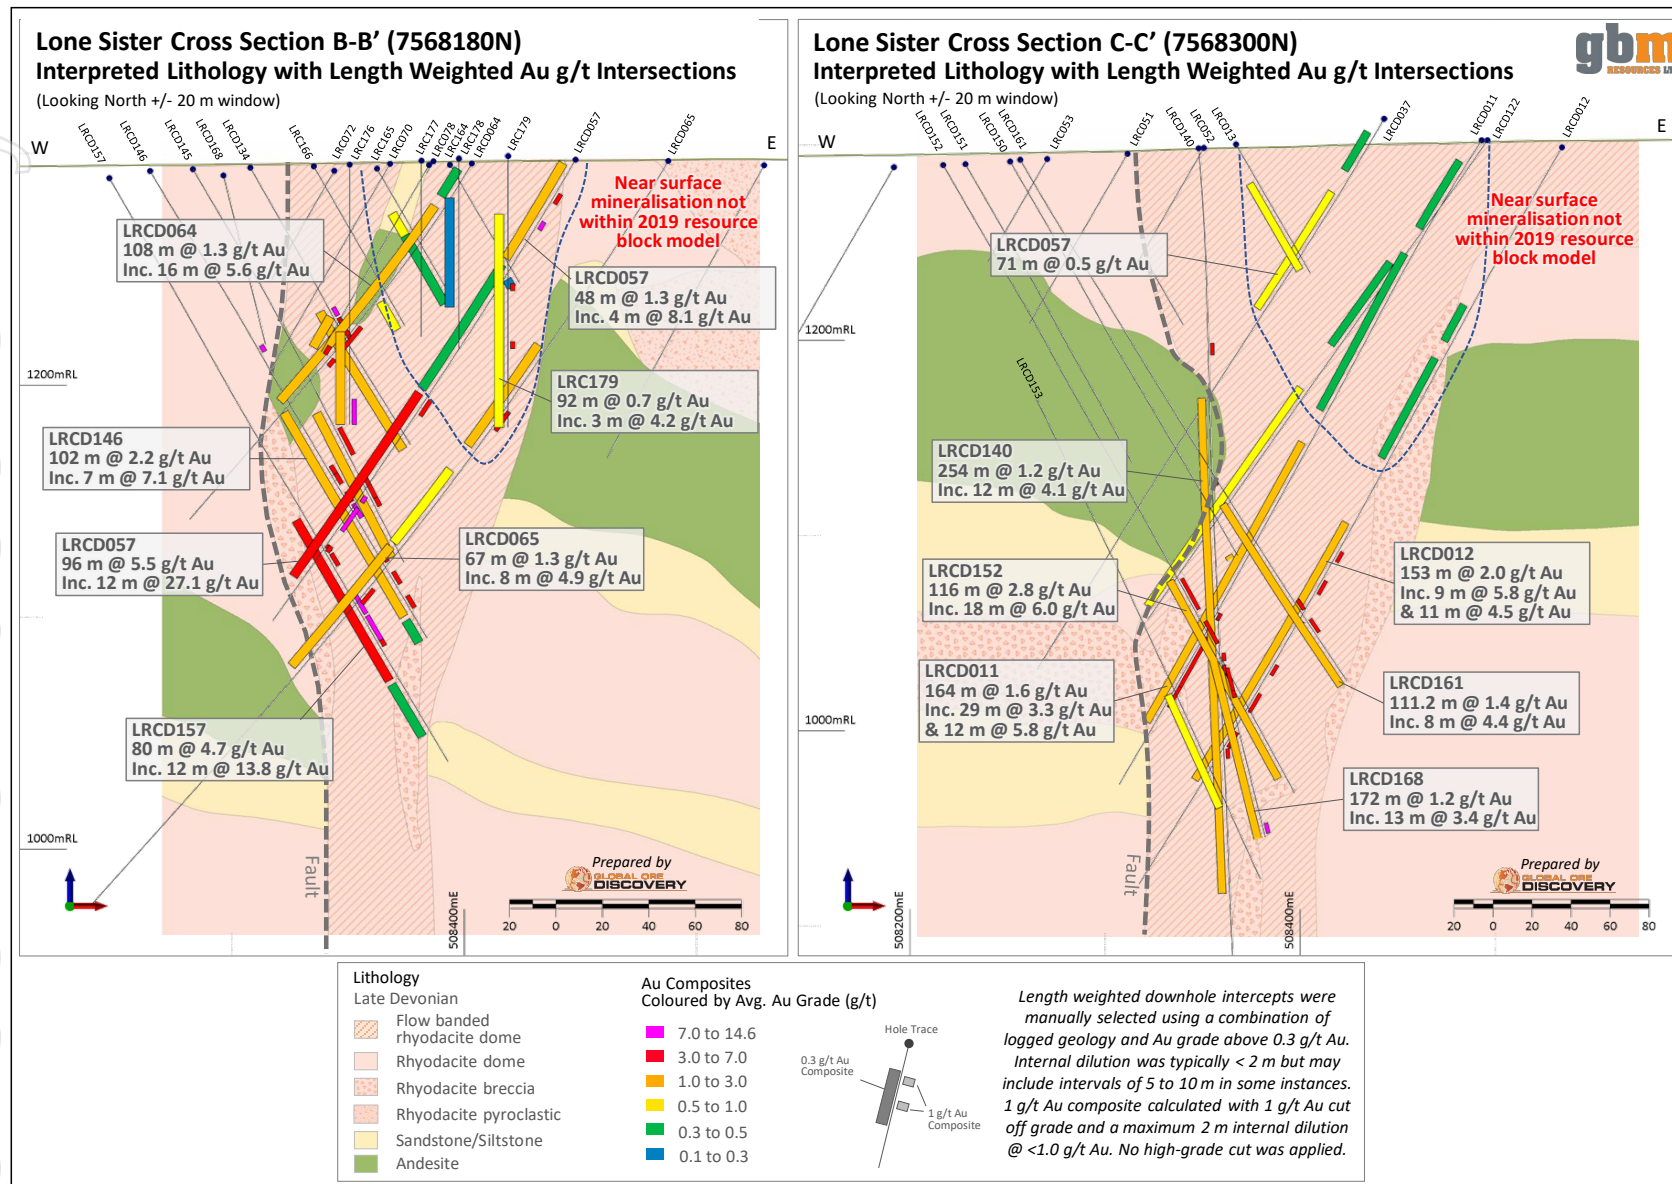 Lone Sister Cross Section B-B' (7568180N)
Interpreted Lithology with Length Weighted Au g/t Intersections
(Looking North +/- 20 m window)
W
E
LRCD157
LRCD146
LRCD145
LRCD168
LRCD134
LRC166
LRCD72
LRC176
LRC165
LRCD70
LRC177
LRCD78
LRC164
LRC178
LRCD064
LRC179
LRCD057
LRCD065
Near surface
mineralisation not
within 2019 resource
block model
LRCD064
108 m @ 1.3 g/t Au
Inc. 16 m @ 5.6 g/t Au
LRCD057
48 m @ 1.3 g/t Au
Inc. 4 m @ 8.1 g/t Au
1200mRL
LRC179
92 m @ 0.7 g/t Au
Inc. 3 m @ 4.2 g/t Au
LRCD146
102 m @ 2.2 g/t Au
Inc. 7 m @ 7.1 g/t Au
LRCD057
96 m @ 5.5 g/t Au
Inc. 12 m @ 27.1 g/t Au
LRCD065
67 m @ 1.3 g/t Au
Inc. 8 m @ 4.9 g/t Au
LRCD157
80 m @ 4.7 g/t Au
Inc. 12 m @ 13.8 g/t Au
1000mRL
Fault
Prepared by
GLOBAL ORE
DISCOVERY
508400mE
20 0 20 40 60 80
Lone Sister Cross Section C-C' (7568300N)
Interpreted Lithology with Length Weighted Au g/t Intersections
(Looking North +/- 20 m window)
gbm
RESOURCES LT
W
E
LRCD152
LRCD151
LRCD150
LRCD161
LRC053
LRC051
LRCD140
LRC052
LRC013
LRCD037
LRCD011
LRCD122
LRCD012
Near surface
mineralisation not
within 2019 resource
block model
LRCD057
71 m @ 0.5 g/t Au
1200mRL
LRCD153
LRCD140
254 m @ 1.2 g/t Au
Inc. 12 m @ 4.1 g/t Au
LRCD152
116 m @ 2.8 g/t Au
Inc. 18 m @ 6.0 g/t Au
LRCD012
153 m @ 2.0 g/t Au
Inc. 9 m @ 5.8 g/t Au
& 11 m @ 4.5 g/t Au
LRCD011
164 m @ 1.6 g/t Au
Inc. 29 m @ 3.3 g/t Au
& 12 m @ 5.8 g/t Au
LRCD161
111.2 m @ 1.4 g/t Au
Inc. 8 m @ 4.4 g/t Au
1000mRL
LRCD168
172 m @ 1.2 g/t Au
Inc. 13 m @ 3.4 g/t Au
Fault
Prepared by
GLOBAL ORE
DISCOVERY
508200mE
508400mE
20 0 20 40 60 80
Lithology
Late Devonian
Flow banded
rhyodacite dome
Rhyodacite dome
Rhyodacite breccia
Rhyodacite pyroclastic
Sandstone/Siltstone
Andesite
Au Composites
Coloured by Avg. Au Grade (g/t)
7.0 to 14.6
3.0 to 7.0
1.0 to 3.0
0.5 to 1.0
0.3 to 0.5
0.1 to 0.3
Hole Trace
0.3 g/t Au
Composite
1 g/t Au
Composite
Length weighted downhole intercepts were
manually selected using a combination of
logged geology and Au grade above 0.3 g/t Au.
Internal dilution was typically < 2 m but may
include intervals of 5 to 10 m in some instances.
1 g/t Au composite calculated with 1 g/t Au cut
off grade and a maximum 2 m internal dilution
@ <1.0 g/t Au. No high-grade cut was applied.